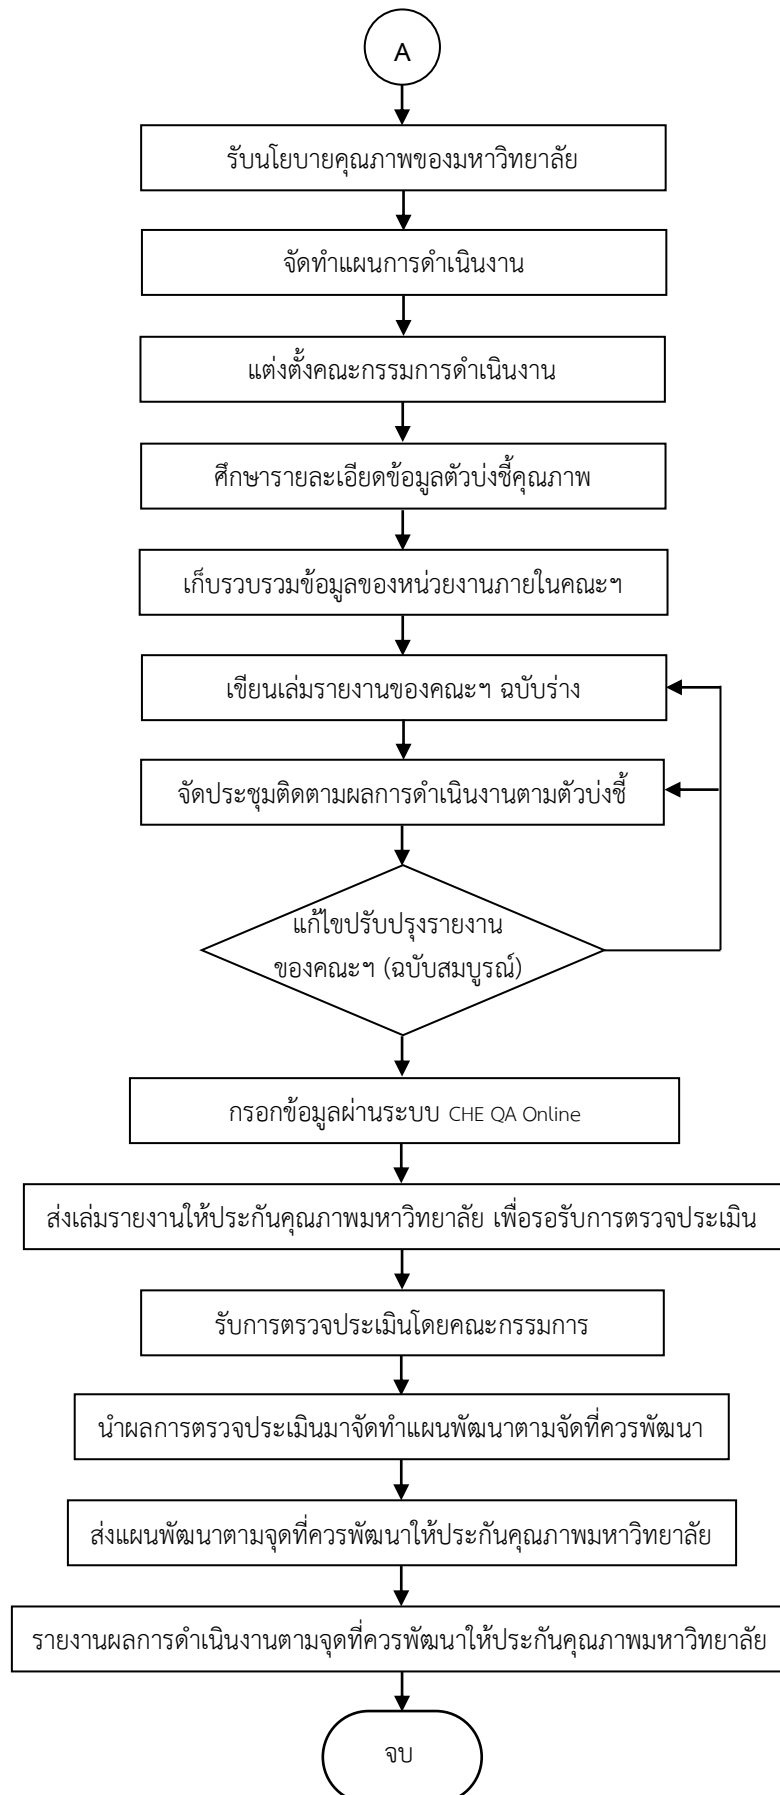 A
รับนโยบายคุณภาพของมหาวิทยาลัย
จัดทำแผนการดำเนินงาน
แต่งตั้งคณะกรรมการดำเนินงาน
ศึกษารายละเอียดข้อมูลตัวบ่งชี้คุณภาพ
เก็บรวบรวมข้อมูลของหน่วยงานภายในคณะฯ
เขียนเล่มรายงานของคณะฯ ฉบับร่าง
จัดประชุมติดตามผลการดำเนินงานตามตัวบ่งชี้
แก้ไขปรับปรุงรายงาน
ของคณะฯ (ฉบับสมบูรณ์)
กรอกข้อมูลผ่านระบบ CHE QA Online
ส่งเล่มรายงานให้ประกันคุณภาพมหาวิทยาลัย เพื่อรอรับการตรวจประเมิน
รับการตรวจประเมินโดยคณะกรรมการ
นำผลการตรวจประเมินมาจัดทำแผนพัฒนาตามจัดที่ควรพัฒนา
ส่งแผนพัฒนาตามจุดที่ควรพัฒนาให้ประกันคุณภาพมหาวิทยาลัย
รายงานผลการดำเนินงานตามจุดที่ควรพัฒนาให้ประกันคุณภาพมหาวิทยาลัย
จบ